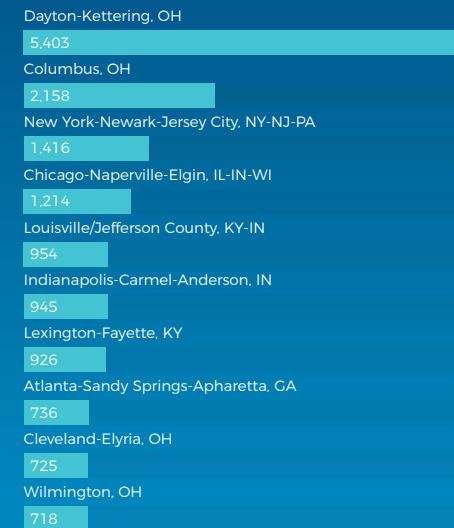 Dayton-Kettering, OH
5,403
Columbus, OH
2,158
New York-Newark-Jersey City, NY-NJ-PA
1,416
Chicago-Naperville-Elgin, IL-IN-WI
1,214
Louisville/Jefferson County, KY-IN
954
Indianapolis-Carmel-Anderson, IN
945
Lexington-Fayette, KY
926
Atlanta-Sandy Springs-Apharetta, GA
736
Cleveland-Elyria, OH
725
Wilmington, OH
718